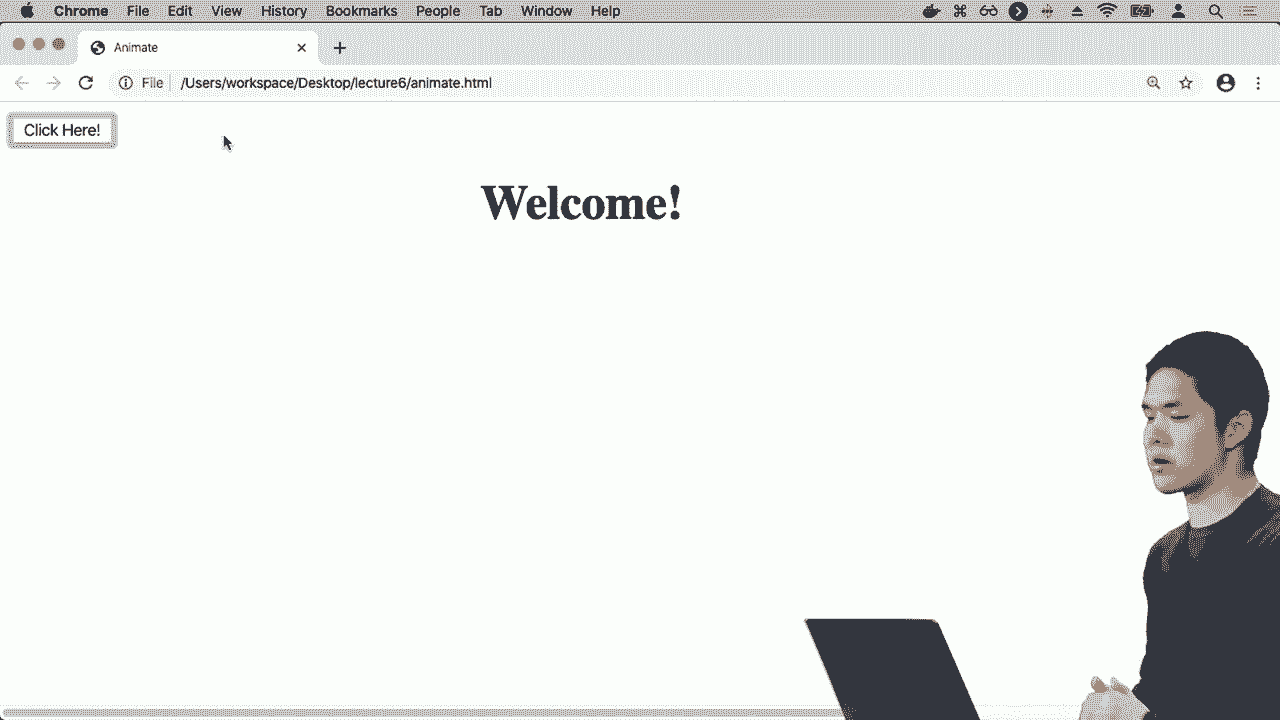 Chrome File Edit View History Bookmarks People Tab Window Help
Animate
File /Users/workspace/Desktop/lecture6/animate.html
Click Here!
Welcome!